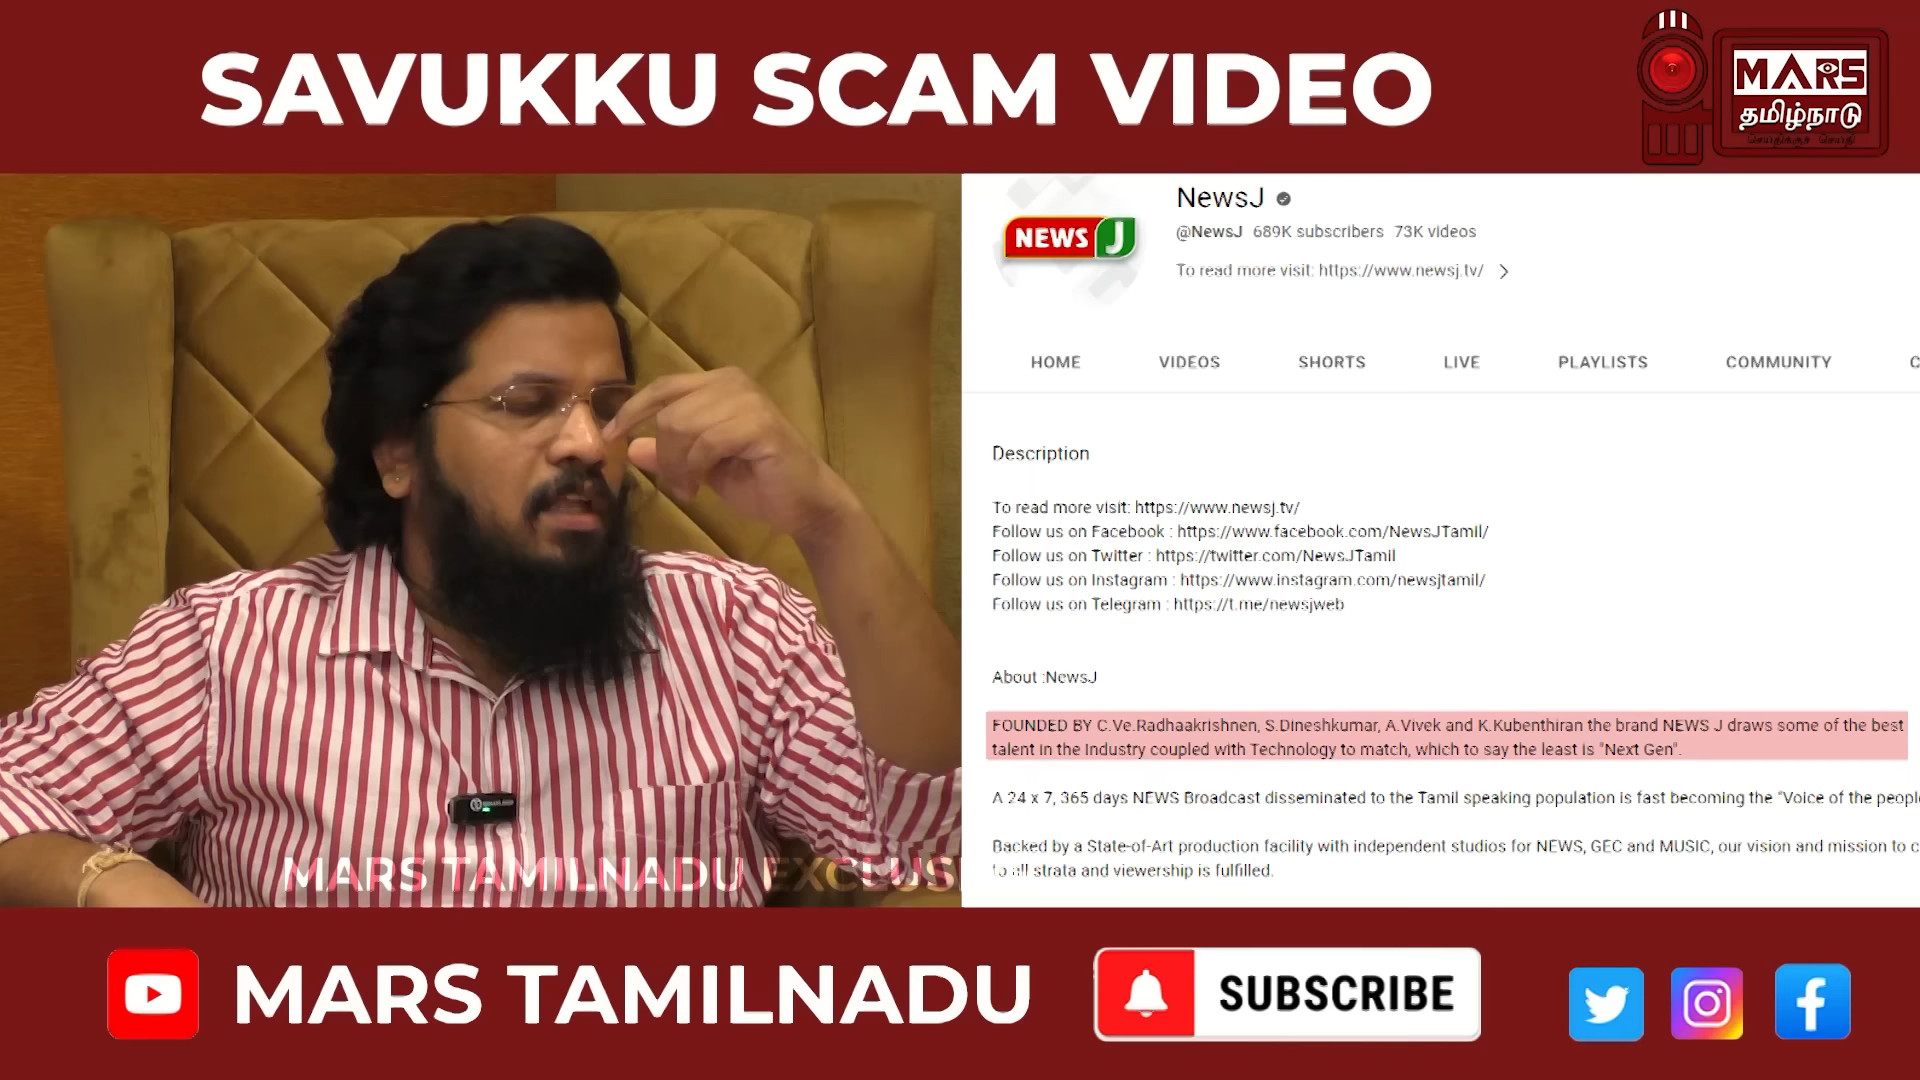 SAVUKKU SCAM VIDEO
MARS
தமிழ்நாடு
செய்திக்குச் செய்தி
NEWS J
NewsJ
@NewsJ 689K subscribers 73K videos
To read more visit: https://www.newsj.tv/
HOME VIDEOS SHORTS LIVE PLAYLISTS COMMUNITY C
Description
To read more visit: https://www.newsj.tv/
Follow us on Facebook : https://www.facebook.com/NewsJTamil/
Follow us on Twitter : https://twitter.com/NewsJTamil
Follow us on Instagram : https://www.instagram.com/newsjtamil/
Follow us on Telegram : https://t.me/newsjweb
About :NewsJ
FOUNDED BY C.Ve.Radhaakrishnen, S.Dineshkumar, A.Vivek and K.Kubenthiran the brand NEWS J draws some of the best
talent in the Industry coupled with Technology to match, which to say the least is "Next Gen".
A 24 x 7, 365 days NEWS Broadcast disseminated to the Tamil speaking population is fast becoming the "Voice of the peopl
Backed by a State-of-Art production facility with independent studios for NEWS, GEC and MUSIC, our vision and mission to c
to all strata and viewership is fulfilled.
MARS TAMILNADU EXCLUS
MARS TAMILNADU
SUBSCRIBE